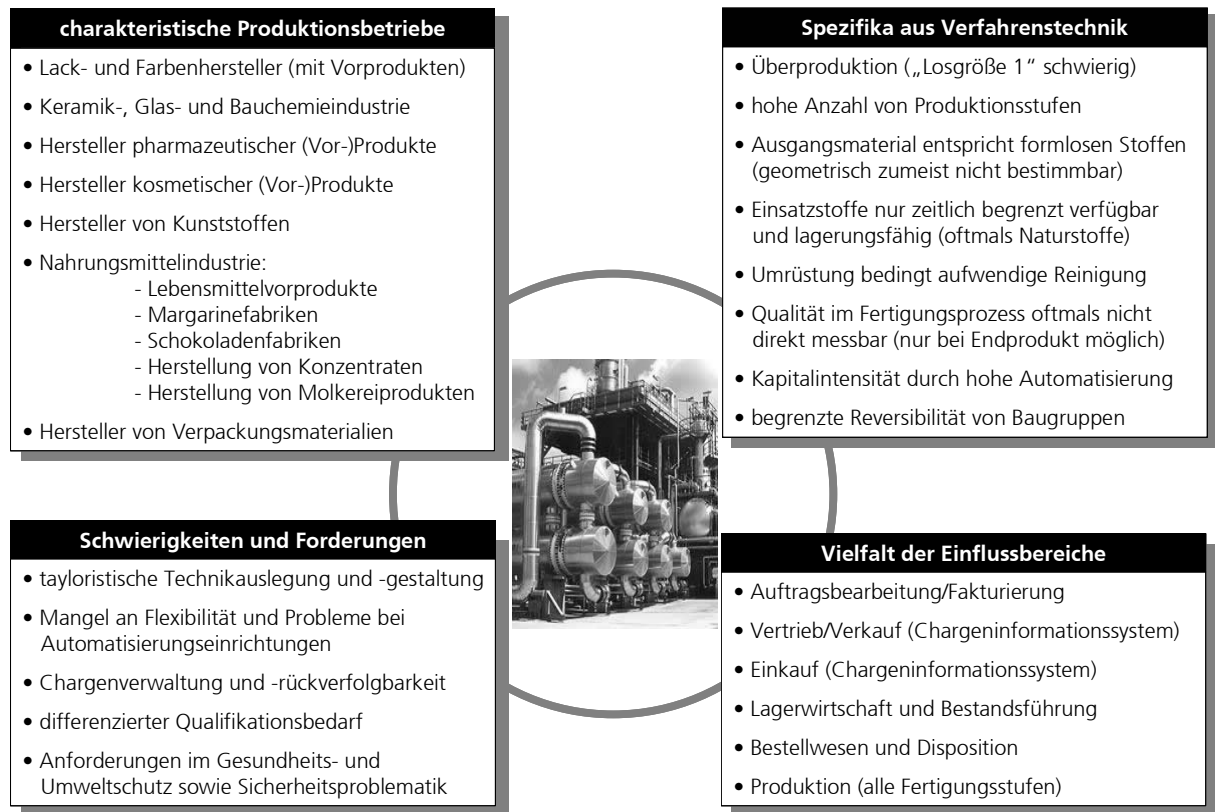 charakteristische Produktionsbetriebe
• Lack- und Farbenhersteller (mit Vorprodukten)
• Keramik-, Glas- und Bauchemieindustrie
• Hersteller pharmazeutischer (Vor-)Produkte
• Hersteller kosmetischer (Vor-)Produkte
• Hersteller von Kunststoffen
• Nahrungsmittelindustrie:
- Lebensmittelvorprodukte
- Margarinefabriken
- Schokoladenfabriken
- Herstellung von Konzentraten
- Herstellung von Molkereiprodukten
• Hersteller von Verpackungsmaterialien
Spezifika aus Verfahrenstechnik
• Überproduktion („Losgröße 1“ schwierig)
• hohe Anzahl von Produktionsstufen
• Ausgangsmaterial entspricht formlosen Stoffen
(geometrisch zumeist nicht bestimmbar)
• Einsatzstoffe nur zeitlich begrenzt verfügbar
und lagerungsfähig (oftmals Naturstoffe)
• Umrüstung bedingt aufwendige Reinigung
• Qualität im Fertigungsprozess oftmals nicht
direkt messbar (nur bei Endprodukt möglich)
• Kapitalintensität durch hohe Automatisierung
• begrenzte Reversibilität von Baugruppen
Schwierigkeiten und Forderungen
• tayloristische Technikauslegung und -gestaltung
• Mangel an Flexibilität und Probleme bei
Automatisierungseinrichtungen
• Chargenverwaltung und -rückverfolgbarkeit
• differenzierter Qualifikationsbedarf
• Anforderungen im Gesundheits- und
Umweltschutz sowie Sicherheitsproblematik
Vielfalt der Einflussbereiche
• Auftragsbearbeitung/Fakturierung
• Vertrieb/Verkauf (Chargeninformationssystem)
• Einkauf (Chargeninformationssystem)
• Lagerwirtschaft und Bestandsführung
• Bestellwesen und Disposition
• Produktion (alle Fertigungsstufen)